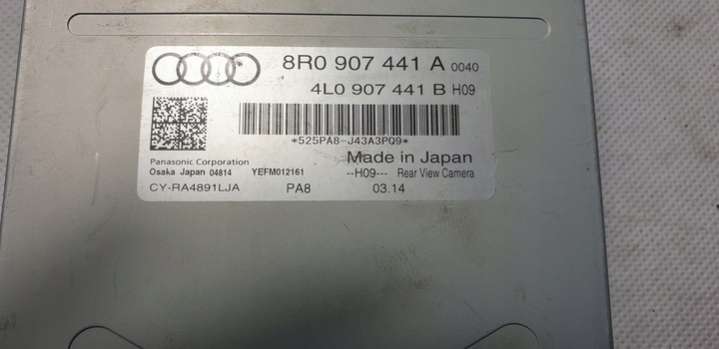 8R0 907 441 A 0040
4L0 907 441 B H09
*525PA8-J43A3PQ9*
Panasonic Corporation
Made in Japan
Osaka Japan 04814 YEFM012161 --H09--- Rear View Camera
CY-RA4891LJA PA8 03.14